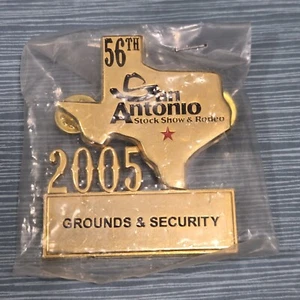 56TH
San
Antonio
Stock Show & Rodeo
2005
GROUNDS & SECURITY